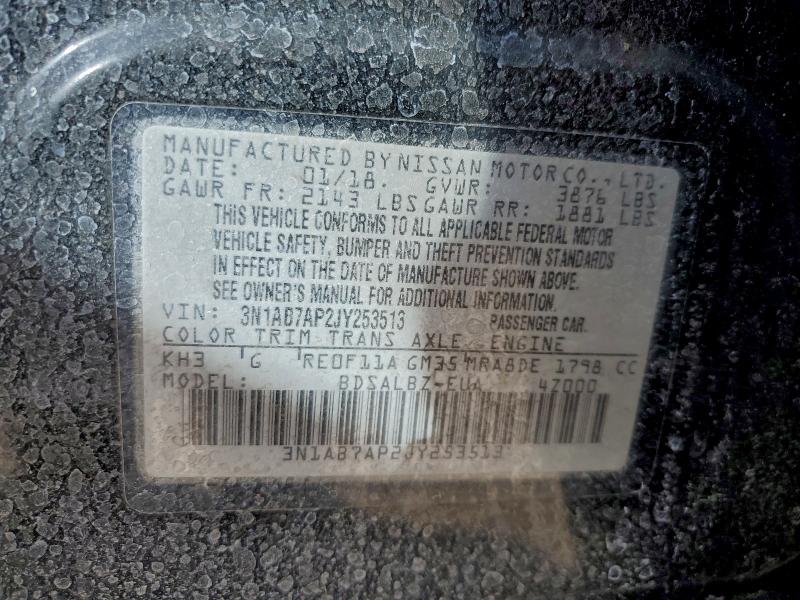 MANUFACTURED BY NISSAN MOTOR CO., LTD.
DATE: 01/18. GVWR: 3876 LBS
GAWR FR: 2143 LBS GAWR RR: 1881 LBS
THIS VEHICLE CONFORMS TO ALL APPLICABLE FEDERAL MOTOR
VEHICLE SAFETY, BUMPER AND THEFT PREVENTION STANDARDS
IN EFFECT ON THE DATE OF MANUFACTURE SHOWN ABOVE.
SEE OWNER'S MANUAL FOR ADDITIONAL INFORMATION.
VIN: 3N1AB7AP2JY253513 PASSENGER CAR.
COLOR TRIM TRANS AXLE ENGINE
KH3 G RE0F11A GM35 MRA8DE 1798 CC
MODEL: BDSALBZ-EUA 4Z000
3N1AB7AP2JY253513